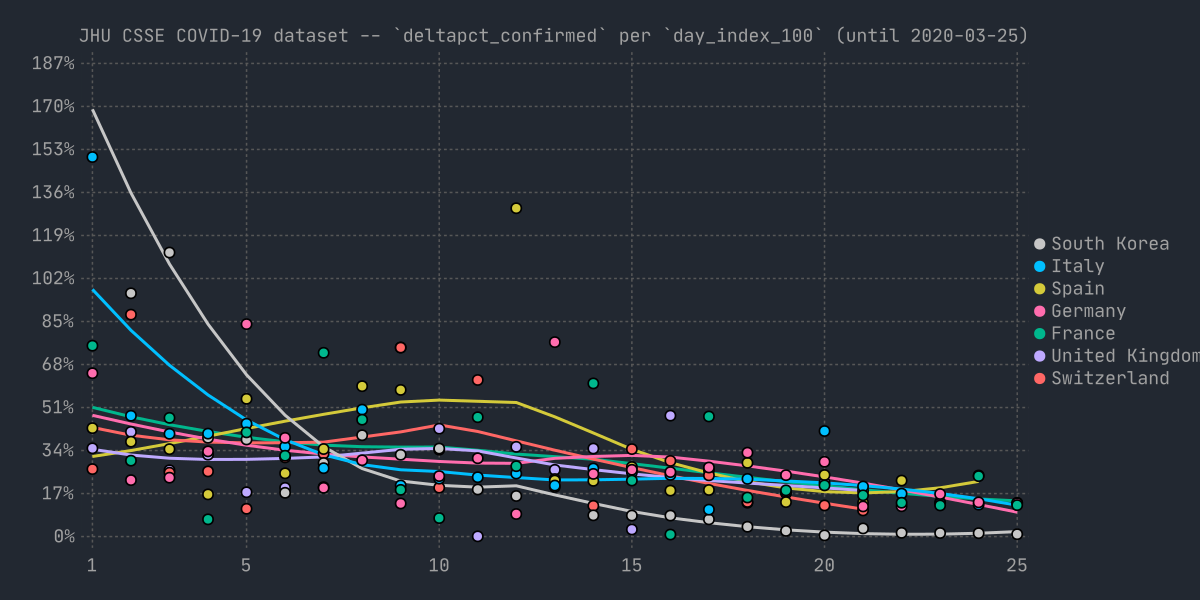 JHU CSSE COVID-19 dataset -- `deltapct_confirmed` per `day_index_100` (until 2020-03-25)
187%
170%
153%
136%
119%
102%
85%
68%
51%
34%
17%
0%
1 5 10 15 20 25
South Korea
Italy
Spain
Germany
France
United Kingdom
Switzerland